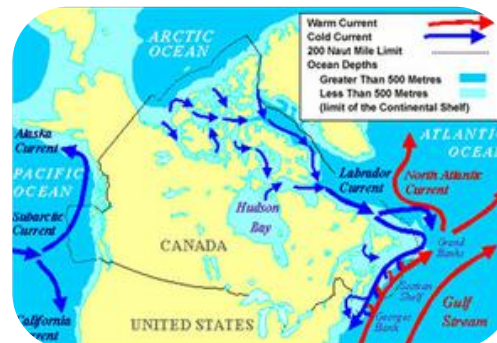 ARCTIC
OCEAN
Warm Current
Cold Current
200 Naut Mile Limit
Ocean Depths
Greater Than 500 Metres
Less Than 500 Metres
(limit of the Continental Shelf)
Alaska
Current
PACIFIC
OCEAN
Subarctic
Current
California
Current
ATLANTIC
OCEAN
Labrador
Current
North Atlantic
Current
Hudson
Bay
CANADA
Grand
Banks
Scotian
Shelf
Georges
Bank
Gulf
Stream
UNITED STATES